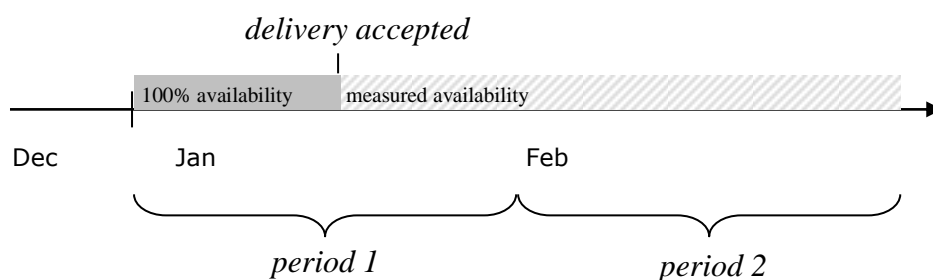 delivery accepted
100% availability measured availability
Dec Jan Feb
period 1 period 2